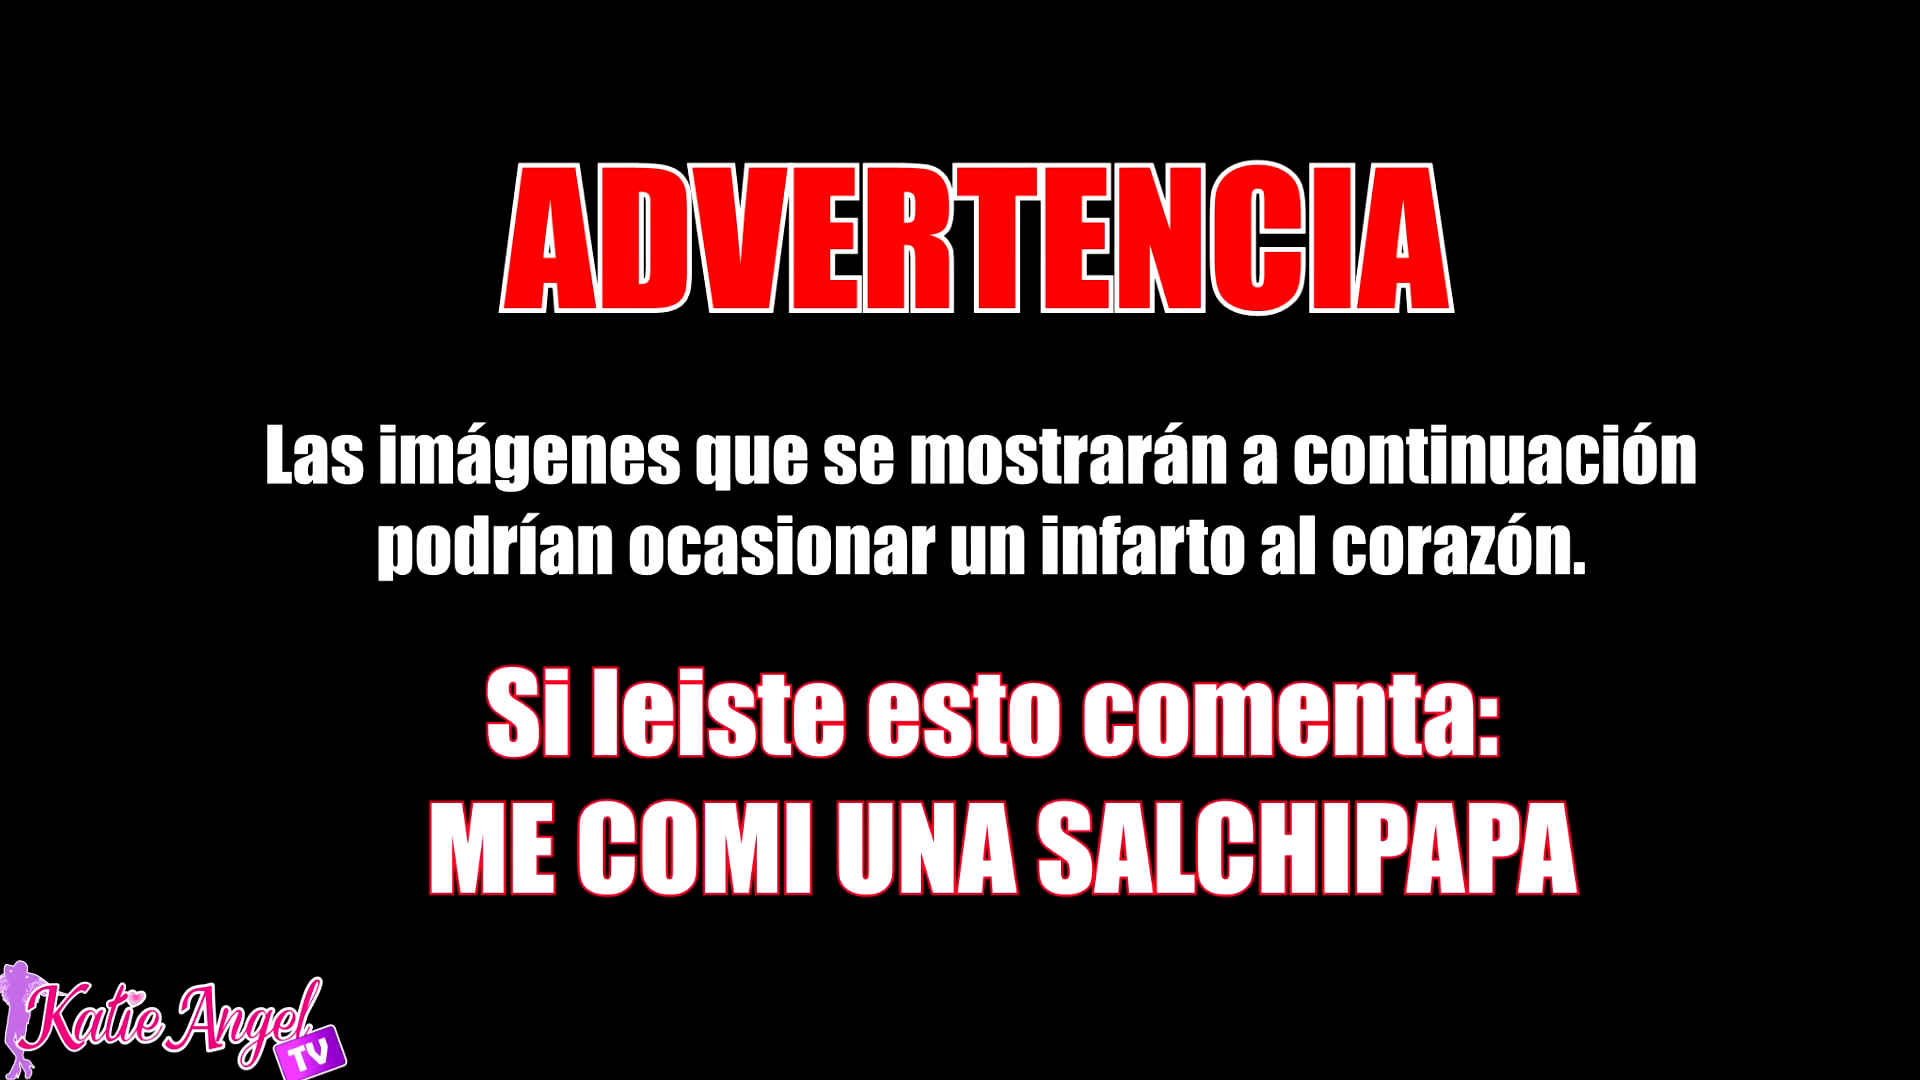 ADVERTENCIA
Las imágenes que se mostrarán a continuación
podrían ocasionar un infarto al corazón.
Si leiste esto comenta:
ME COMI UNA SALCHIPAPA
Katie Angel
TV